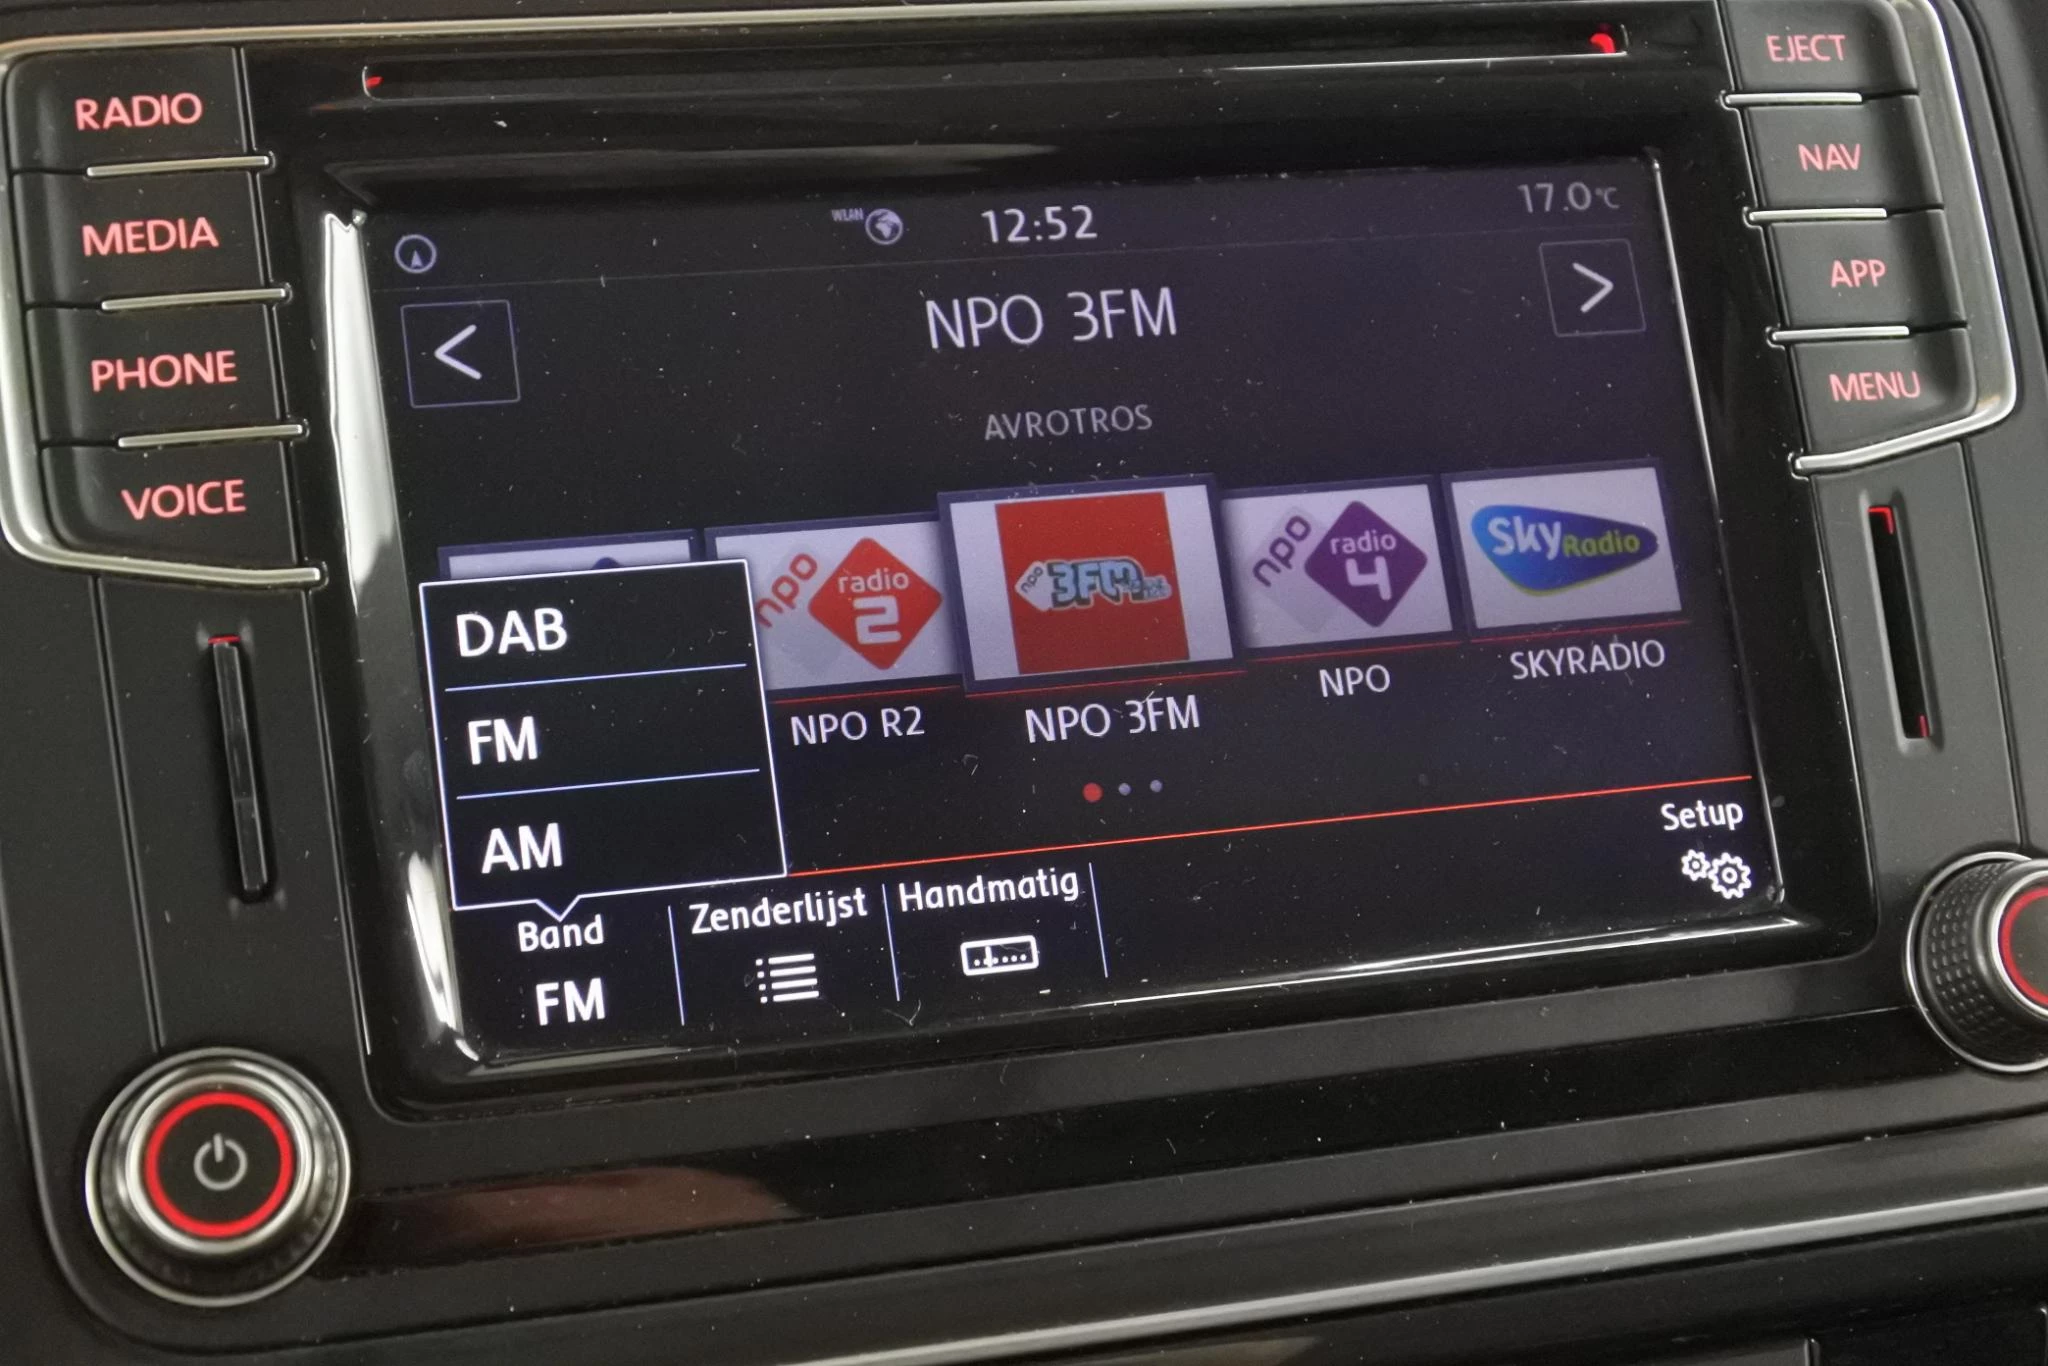 RADIO
MEDIA
PHONE
VOICE
EJECT
NAV
APP
MENU
WLAN
12:52
17.0°C
<
NPO 3FM
>
AVROTROS
npo radio 2
npo 3FM
npo radio 4
Sky Radio
NPO R2
NPO 3FM
NPO
SKYRADIO
DAB
FM
AM
Band
FM
Zenderlijst
Handmatig
Setup